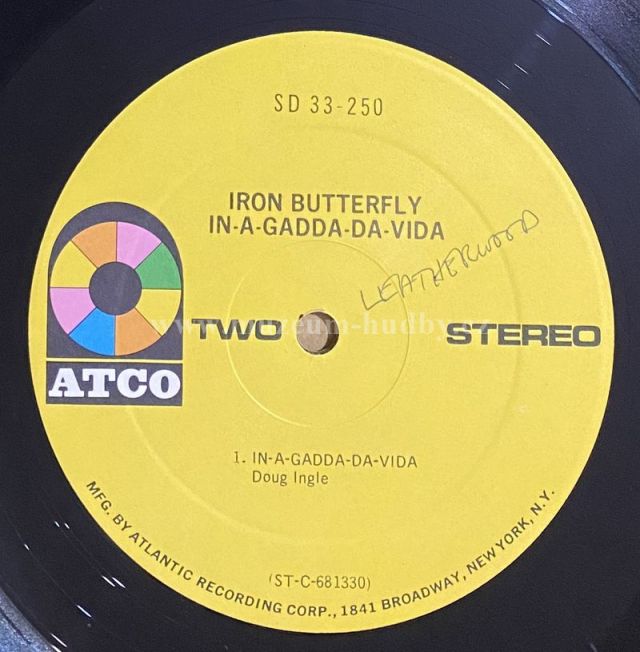 SD 33-250
IRON BUTTERFLY
IN-A-GADDA-DA-VIDA
LEATHERWOOD
ATCO
TWO
STEREO
1. IN-A-GADDA-DA-VIDA
Doug Ingle
(ST-C-681330)
MFG. BY ATLANTIC RECORDING CORP., 1841 BROADWAY, NEW YORK, N.Y.